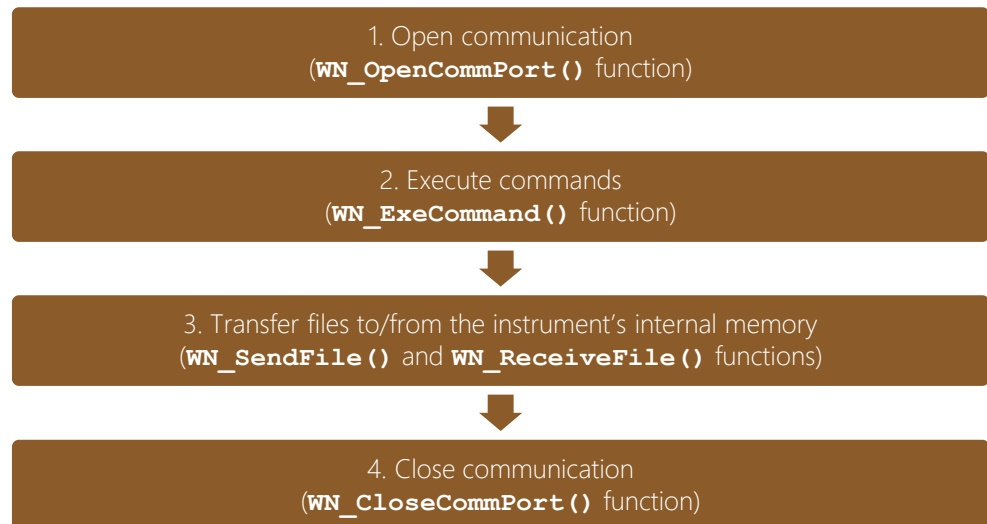 1. Open communication
(WN_OpenCommPort() function)
2. Execute commands
(WN_ExeCommand() function)
3. Transfer files to/from the instrument's internal memory
(WN_SendFile() and WN_ReceiveFile() functions)
4. Close communication
(WN_CloseCommPort() function)